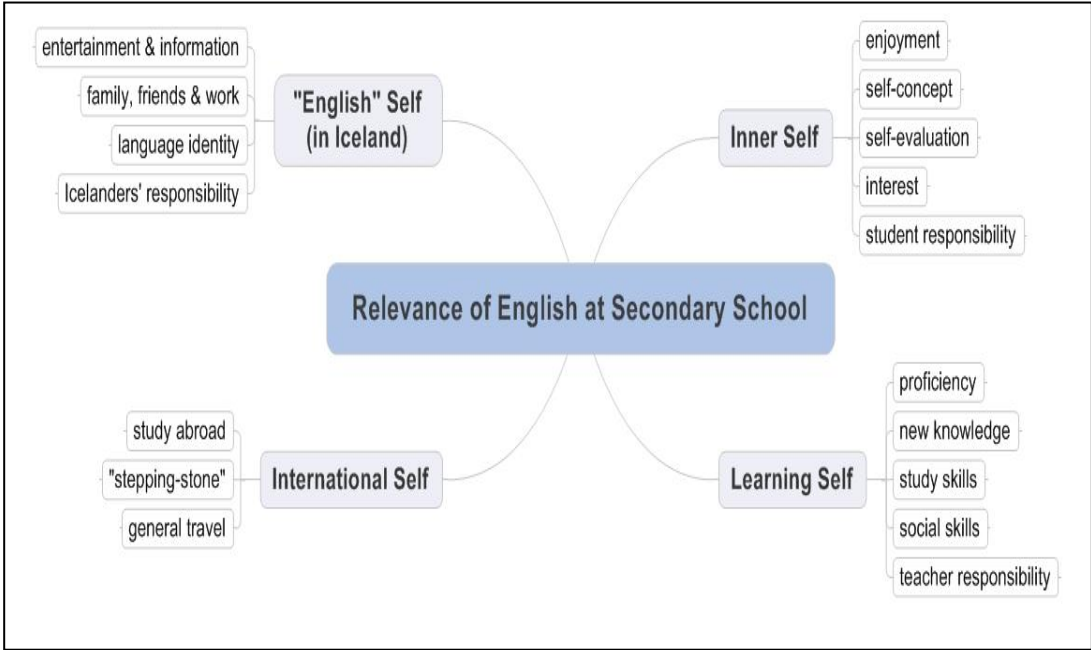 entertainment & information
family, friends & work
language identity
Icelanders' responsibility
"English" Self
(in Iceland)
Inner Self
enjoyment
self-concept
self-evaluation
interest
student responsibility
Relevance of English at Secondary School
study abroad
"stepping-stone"
general travel
International Self
Learning Self
proficiency
new knowledge
study skills
social skills
teacher responsibility